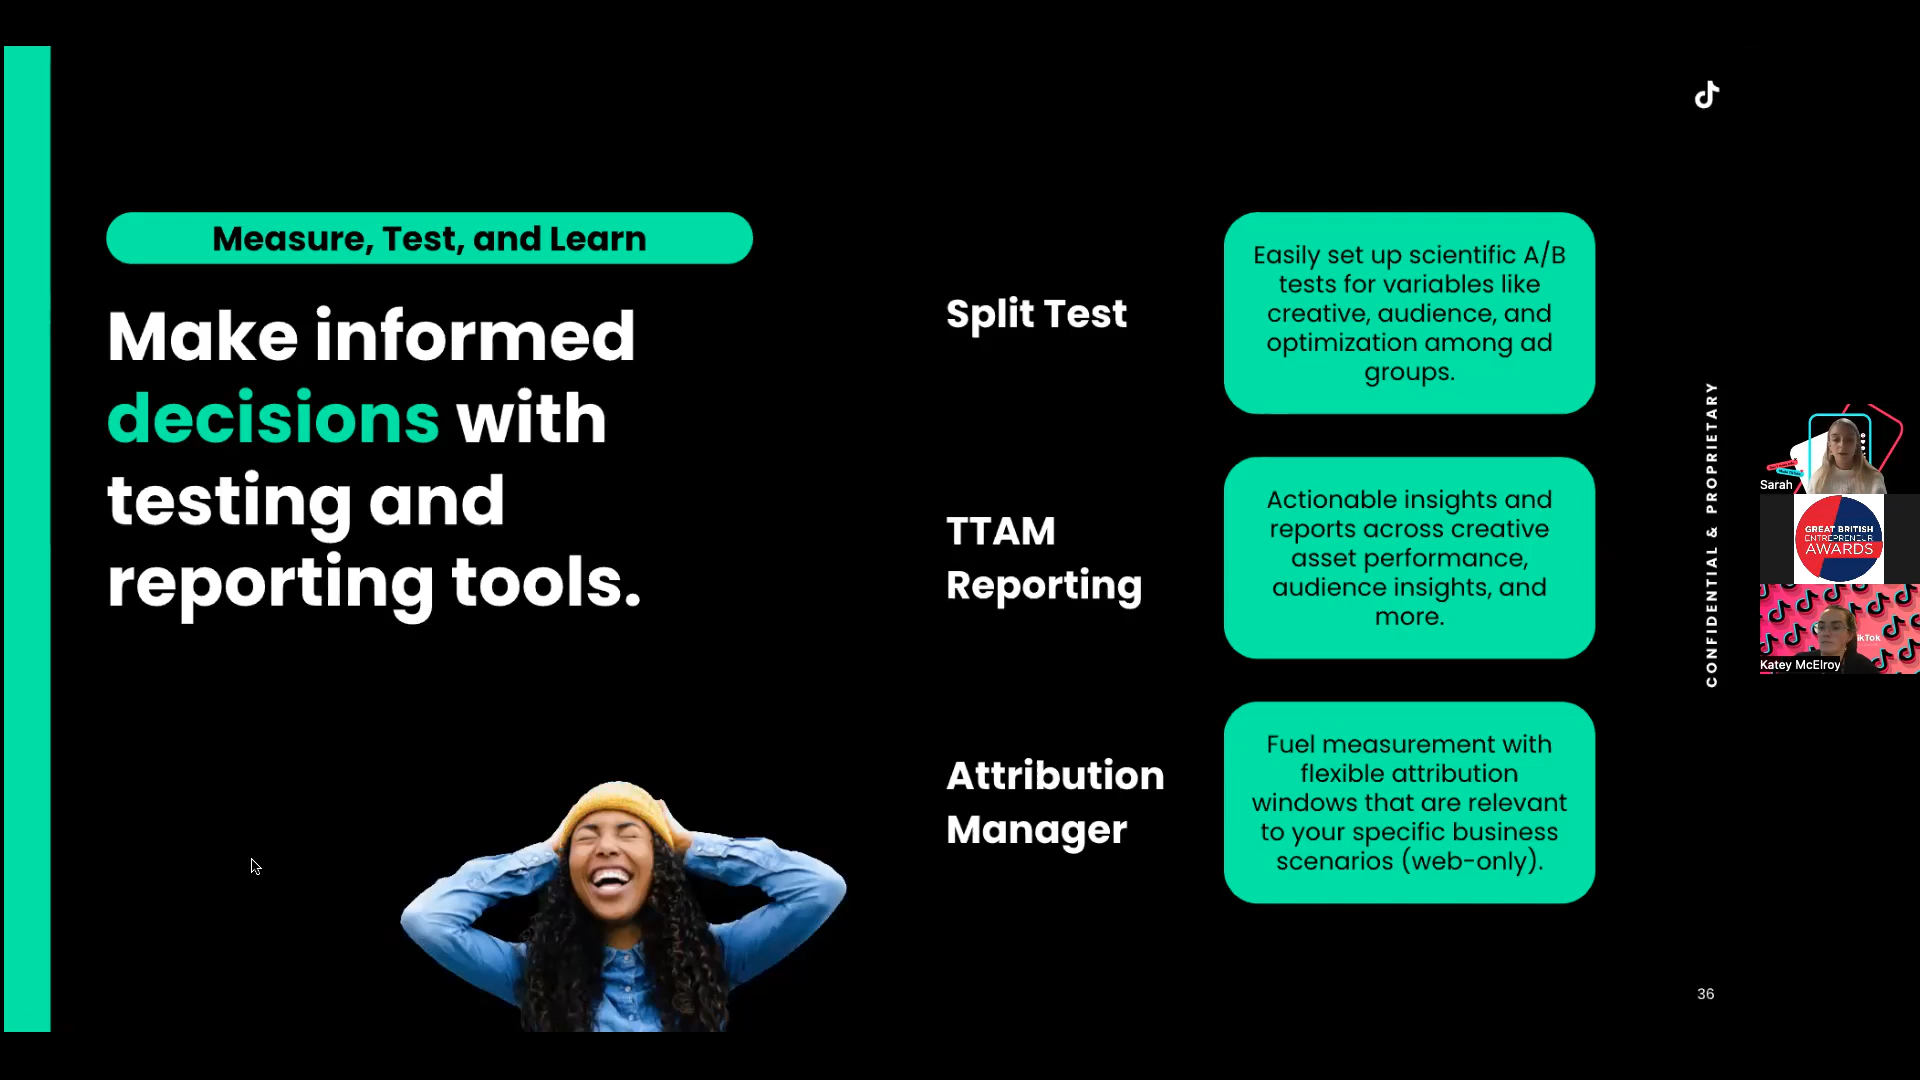 Measure, Test, and Learn
Make informed
decisions with
testing and
reporting tools.
Split Test
Easily set up scientific A/B
tests for variables like
creative, audience, and
optimization among ad
groups.
TTAM
Reporting
Actionable insights and
reports across creative
asset performance,
audience insights, and
more.
Attribution
Manager
Fuel measurement with
flexible attribution
windows that are relevant
to your specific business
scenarios (web-only).
CONFIDENTIAL & PROPRIETARY
36
Sarah
GREAT BRITISH
ENTREPRENEUR
AWARDS
ikTok
Katey McElroy